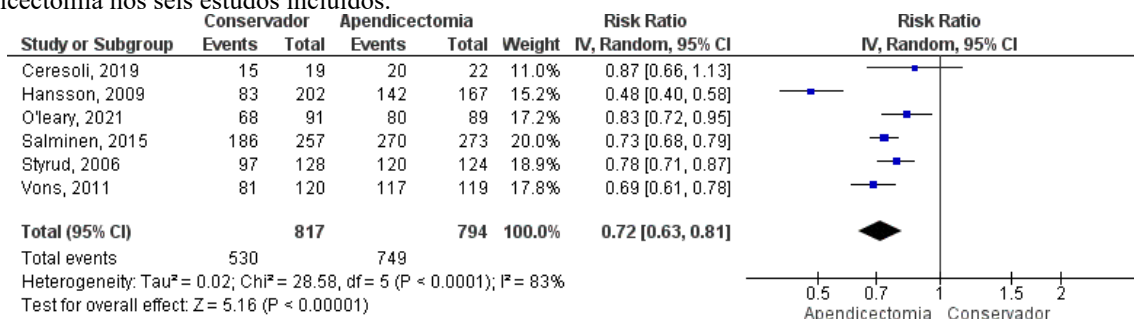 icectomia nos seis estudos incluídos.
Conservador Apendicectomia Risk Ratio Risk Ratio
Study or Subgroup Events Total Events Total Weight IV, Random, 95% CI IV, Random, 95% CI
Ceresoli, 2019 15 19 20 22 11.0% 0.87 [0.66, 1.13]
Hansson, 2009 83 202 142 167 15.2% 0.48 [0.40, 0.58]
O'leary, 2021 68 91 80 89 17.2% 0.83 [0.72, 0.95]
Salminen, 2015 186 257 270 273 20.0% 0.73 [0.68, 0.79]
Styrud, 2006 97 128 120 124 18.9% 0.78 [0.71, 0.87]
Vons, 2011 81 120 117 119 17.8% 0.69 [0.61, 0.78]
Total (95% CI) 817 794 100.0% 0.72 [0.63, 0.81]
Total events 530 749
Heterogeneity: Tau² = 0.02; Chi² = 28.58, df = 5 (P < 0.0001); I² = 83%
Test for overall effect: Z = 5.16 (P < 0.00001)
0.5 0.7 1 1.5 2
Apendicectomia Conservador